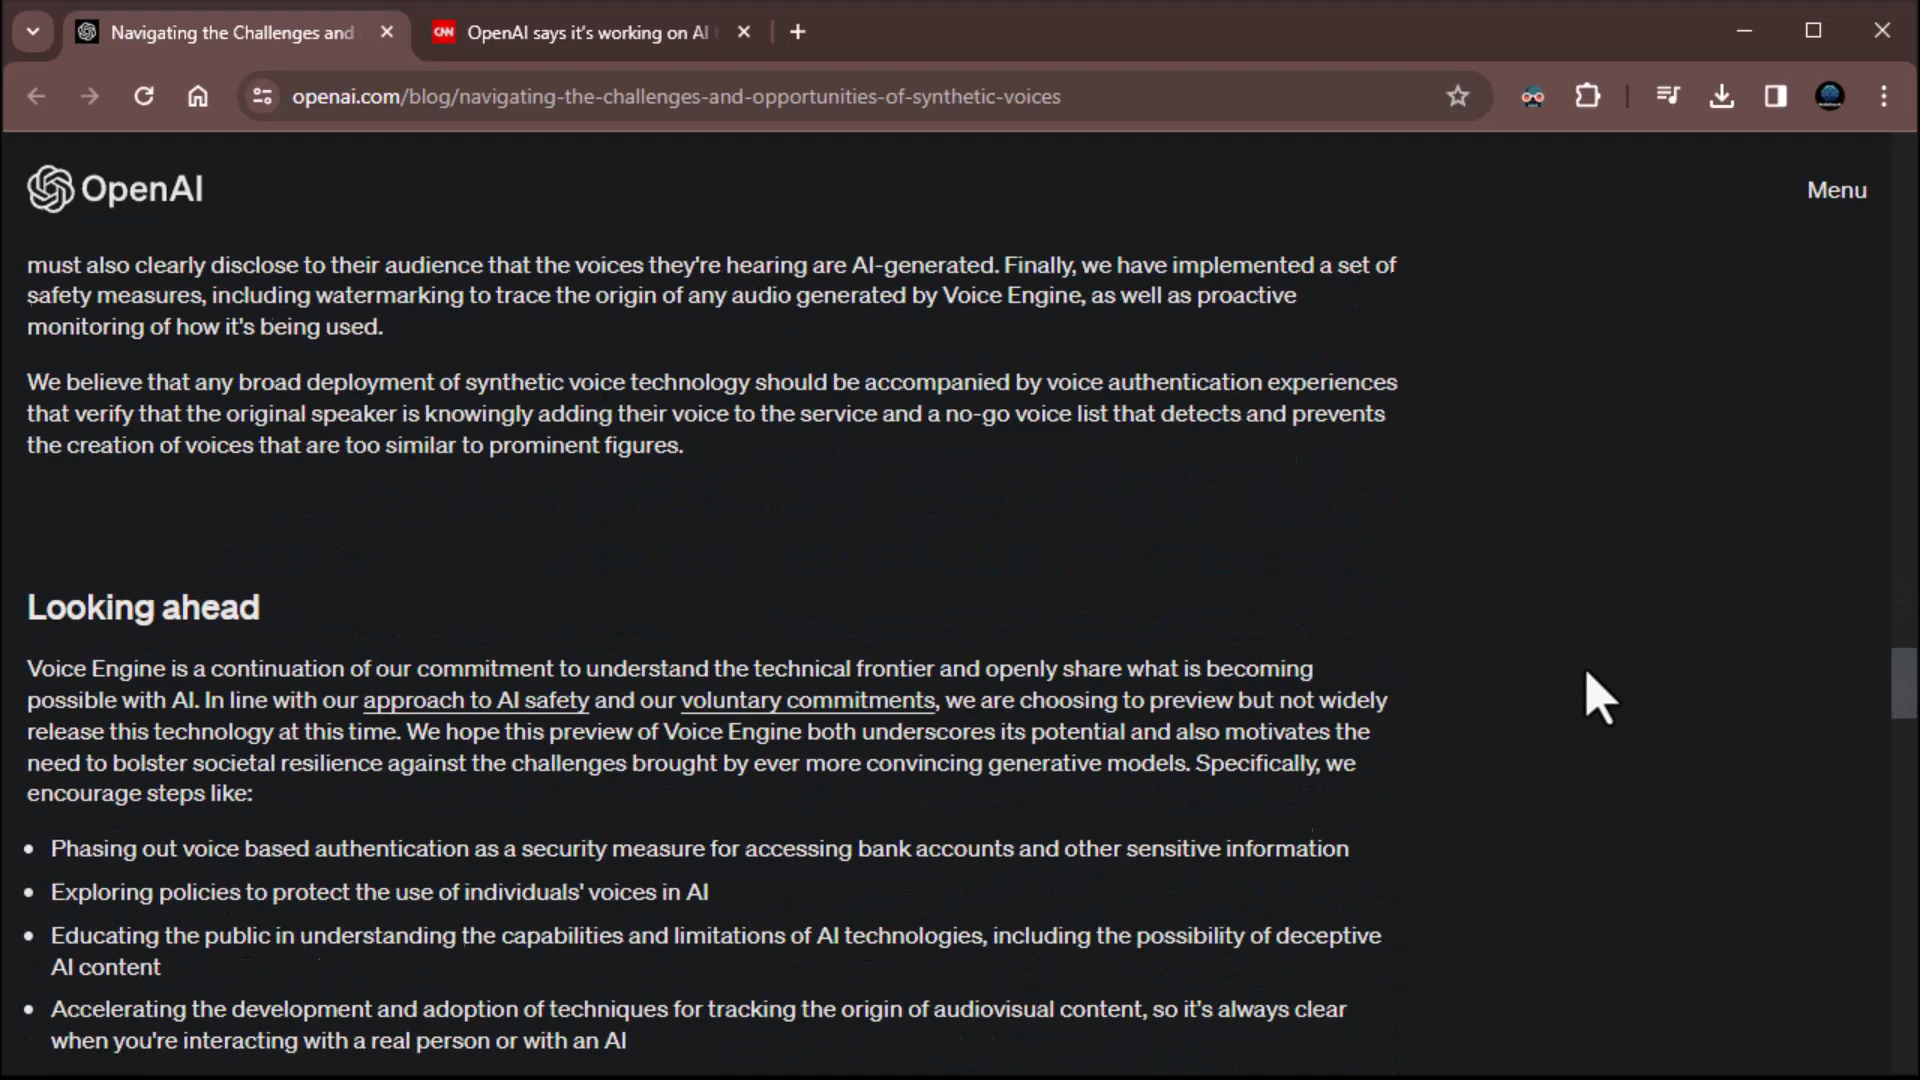 Navigating the Challenges and
OpenAI says it's working on AI
openai.com/blog/navigating-the-challenges-and-opportunities-of-synthetic-voices
OpenAI
Menu
must also clearly disclose to their audience that the voices they're hearing are AI-generated. Finally, we have implemented a set of
safety measures, including watermarking to trace the origin of any audio generated by Voice Engine, as well as proactive
monitoring of how it's being used.
We believe that any broad deployment of synthetic voice technology should be accompanied by voice authentication experiences
that verify that the original speaker is knowingly adding their voice to the service and a no-go voice list that detects and prevents
the creation of voices that are too similar to prominent figures.
Looking ahead
Voice Engine is a continuation of our commitment to understand the technical frontier and openly share what is becoming
possible with AI. In line with our approach to AI safety and our voluntary commitments, we are choosing to preview but not widely
release this technology at this time. We hope this preview of Voice Engine both underscores its potential and also motivates the
need to bolster societal resilience against the challenges brought by ever more convincing generative models. Specifically, we
encourage steps like:
• Phasing out voice based authentication as a security measure for accessing bank accounts and other sensitive information
• Exploring policies to protect the use of individuals' voices in AI
• Educating the public in understanding the capabilities and limitations of AI technologies, including the possibility of deceptive
AI content
• Accelerating the development and adoption of techniques for tracking the origin of audiovisual content, so it's always clear
when you're interacting with a real person or with an AI